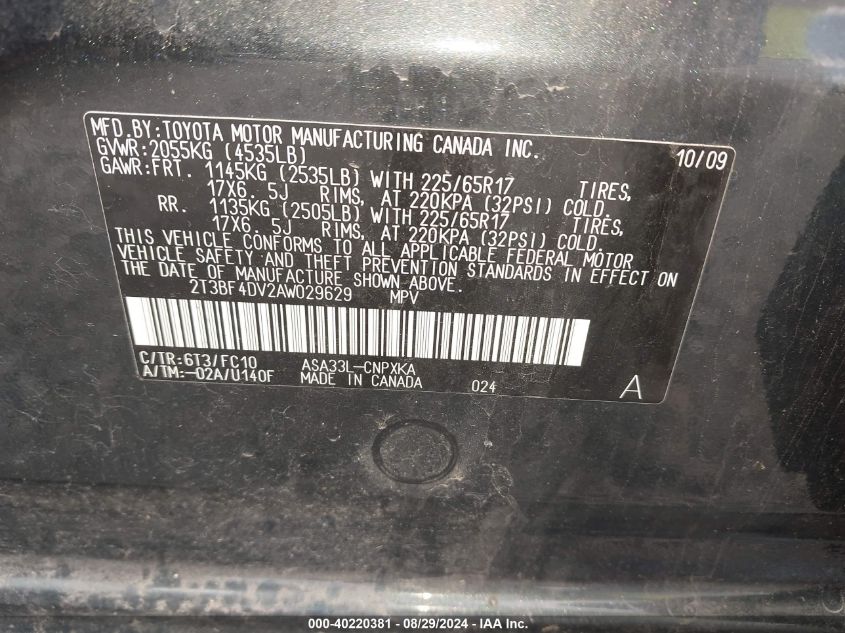 MFD.BY:TOYOTA MOTOR MANUFACTURING CANADA INC. 10/09
GVWR:2055KG (4535LB)
GAWR:FRT. 1145KG (2535LB) WITH 225/65R17 TIRES,
17X6. 5J RIMS, AT 220KPA (32PSI) COLD,
RR. 1135KG (2505LB) WITH 225/65R17 TIRES,
17X6. 5J RIMS, AT 220KPA (32PSI) COLD.
THIS VEHICLE CONFORMS TO ALL APPLICABLE FEDERAL MOTOR
VEHICLE SAFETY AND THEFT PREVENTION STANDARDS IN EFFECT ON
THE DATE OF MANUFACTURE SHOWN ABOVE.
2T3BF4DV2AW029629 MPV
C/TR:6T3/FC10 ASA33L-CNPXKA
A/TM:-02A/U140F MADE IN CANADA 024 A
000-40220381 - 08/29/2024 - IAA Inc.